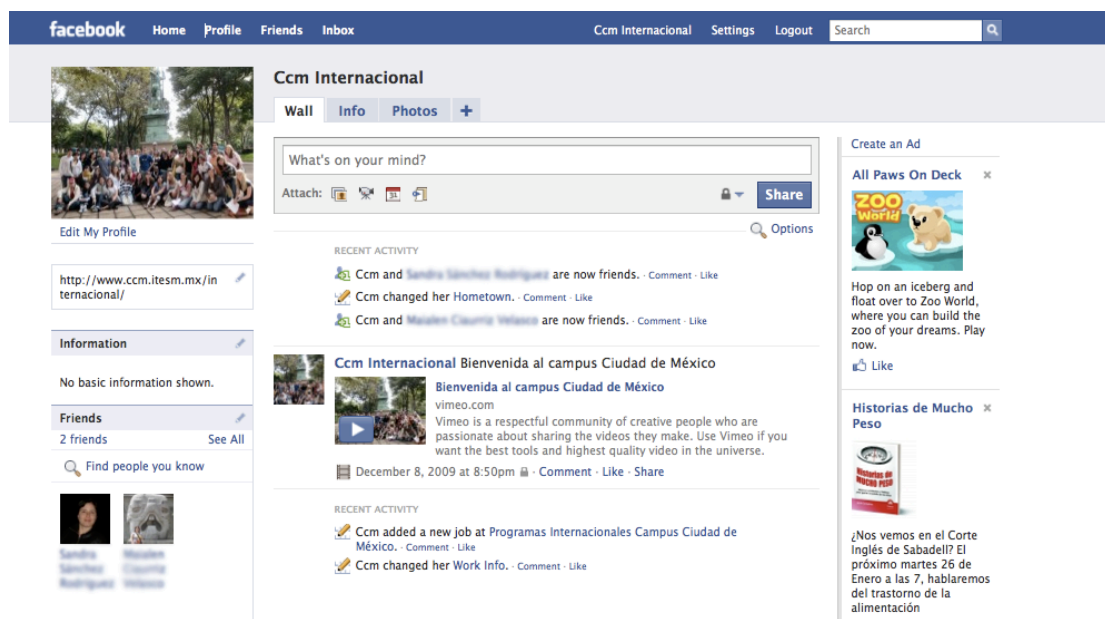 facebook Home Profile Friends Inbox Ccm Internacional Settings Logout Search
Ccm Internacional
Wall Info Photos +
What's on your mind?
Attach: 31 Share
Options
Edit My Profile
http://www.ccm.itesm.mx/in
ternacional/
Information
No basic information shown.
Friends
2 friends See All
Find people you know
RECENT ACTIVITY
Ccm and are now friends. · Comment · Like
Ccm changed her Hometown. · Comment · Like
Ccm and are now friends. · Comment · Like
Ccm Internacional Bienvenida al campus Ciudad de México
Bienvenida al campus Ciudad de México
vimeo.com
Vimeo is a respectful community of creative people who are
passionate about sharing the videos they make. Use Vimeo if you
want the best tools and highest quality video in the universe.
December 8, 2009 at 8:50pm Comment · Like · Share
RECENT ACTIVITY
Ccm added a new job at Programas Internacionales Campus Ciudad de
México. · Comment · Like
Ccm changed her Work Info. · Comment · Like
Create an Ad
All Paws On Deck ×
ZOO
World
Hop on an iceberg and
float over to Zoo World,
where you can build the
zoo of your dreams. Play
now.
Like
Historias de Mucho ×
Peso
Historias de
MUCHO PESO
¿Nos vemos en el Corte
Inglés de Sabadell? El
próximo martes 26 de
Enero a las 7, hablaremos
del trastorno de la
alimentación